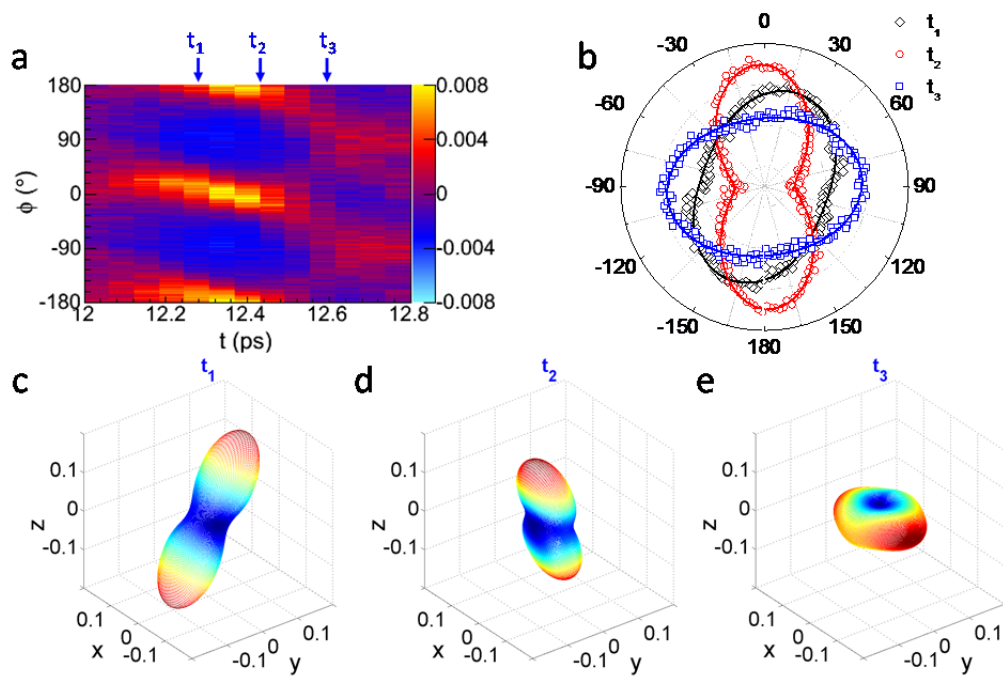 a
t1 t2 t3
180
90
0
-90
-180
ϕ (°)
12 12.2 12.4 12.6 12.8
t (ps)
0.008
0.004
0
-0.004
-0.008
b
0
30
60
90
120
150
180
-150
-120
-90
-60
-30
t1
t2
t3
c
t1
0.1
0
-0.1
z
0.1
0
-0.1
x
-0.1
0
0.1
y
d
t2
0.1
0
-0.1
z
0.1
0
-0.1
x
-0.1
0
0.1
y
e
t3
0.1
0
-0.1
z
0.1
0
-0.1
x
-0.1
0
0.1
y